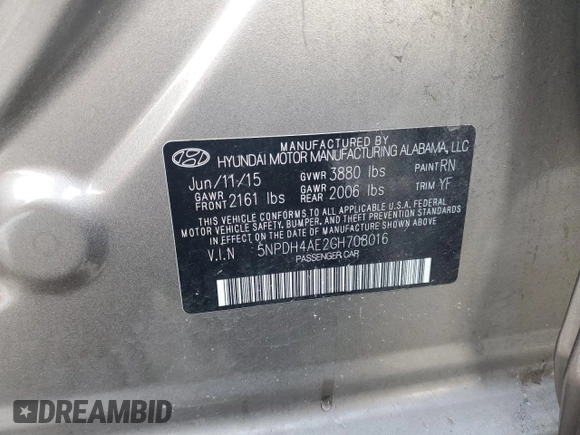 MANUFACTURED BY
HYUNDAI MOTOR MANUFACTURING ALABAMA, LLC
Jun/11/15 GVWR 3880 lbs PAINT RN
GAWR FRONT 2161 lbs GAWR REAR 2006 lbs TRIM YF
THIS VEHICLE CONFORMS TO ALL APPLICABLE U.S.A. FEDERAL
MOTOR VEHICLE SAFETY, BUMPER, AND THEFT PREVENTION STANDARDS
IN EFFECT ON THE DATE OF MANUFACTURE SHOWN ABOVE
V.I.N 5NPDH4AE2GH708016
PASSENGER CAR
DREAMBID